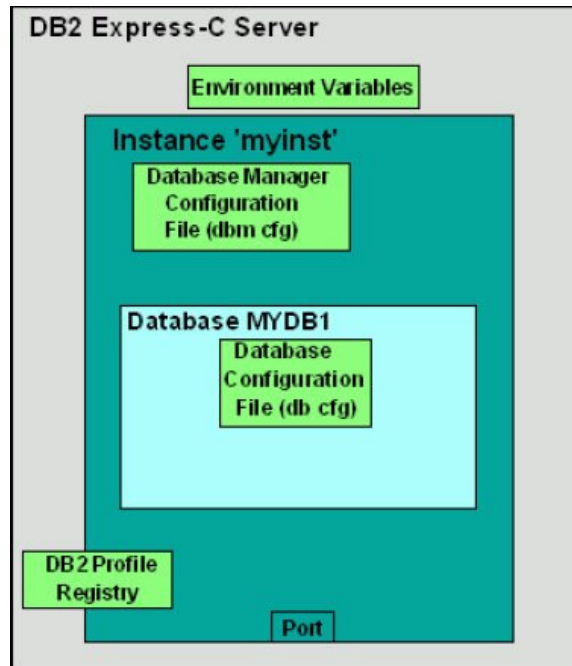 DB2 Express-C Server
Environment Variables
Instance 'myinst'
Database Manager
Configuration
File (dbm cfg)
Database MYDB1
Database
Configuration
File (db cfg)
DB2 Profile
Registry
Port